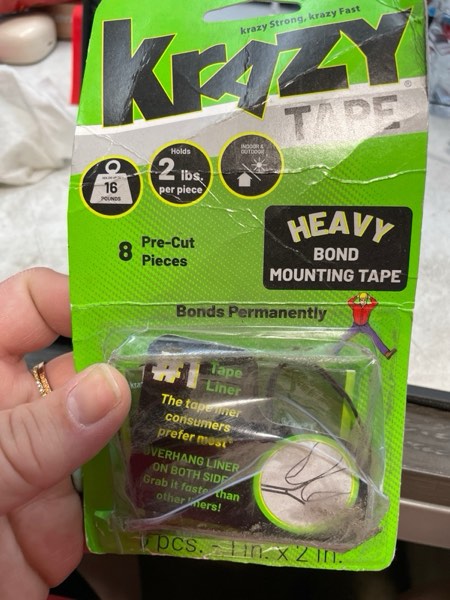 krazy Strong, krazy Fast
KRAZY
TAPE®
HOLDS UP TO
16
POUNDS
Holds
2 lbs.
per piece
INDOOR &
OUTDOOR
8 Pre-Cut
Pieces
HEAVY
BOND
MOUNTING TAPE
Bonds Permanently
#1 Tape
Liner
The tape liner
consumers
prefer most*
OVERHANG LINER
ON BOTH SIDES
Grab it faster than
other liners!
pcs. - 1 in. x 2 in.